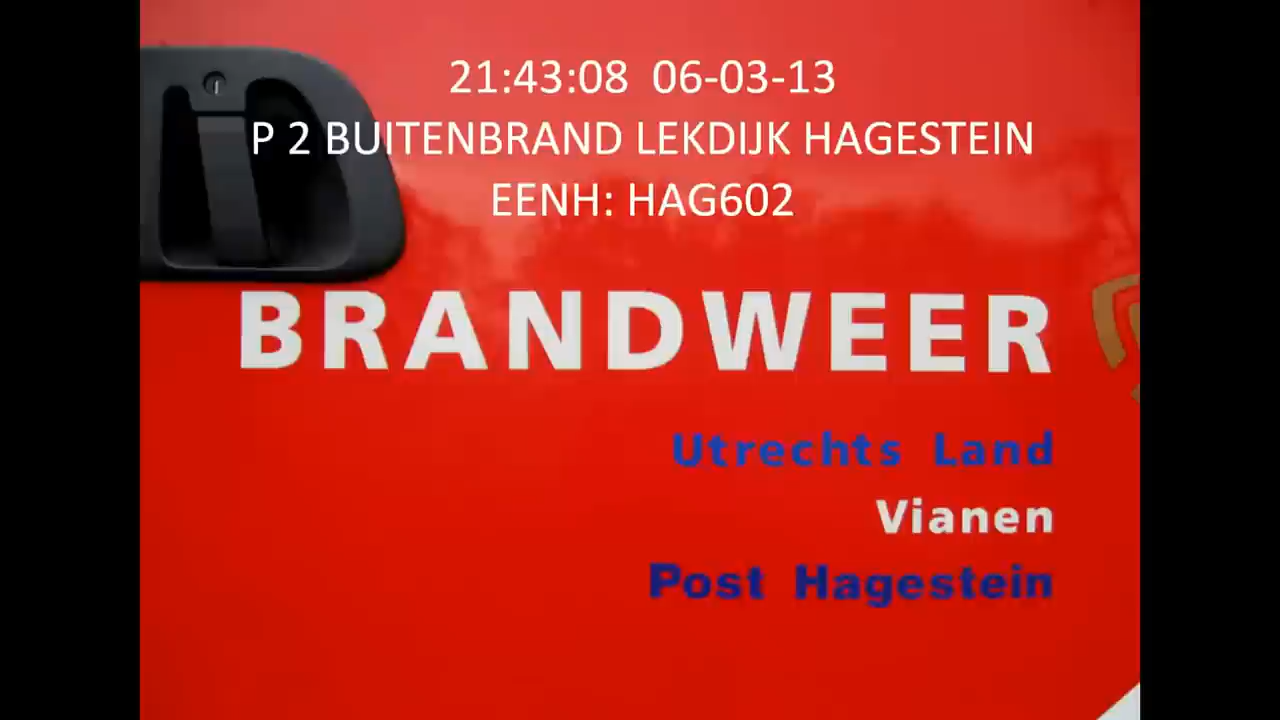 21:43:08 06-03-13
P 2 BUITENBRAND LEKDIJK HAGESTEIN
EENH: HAG602
BRANDWEER
Utrechts Land
Vianen
Post Hagestein